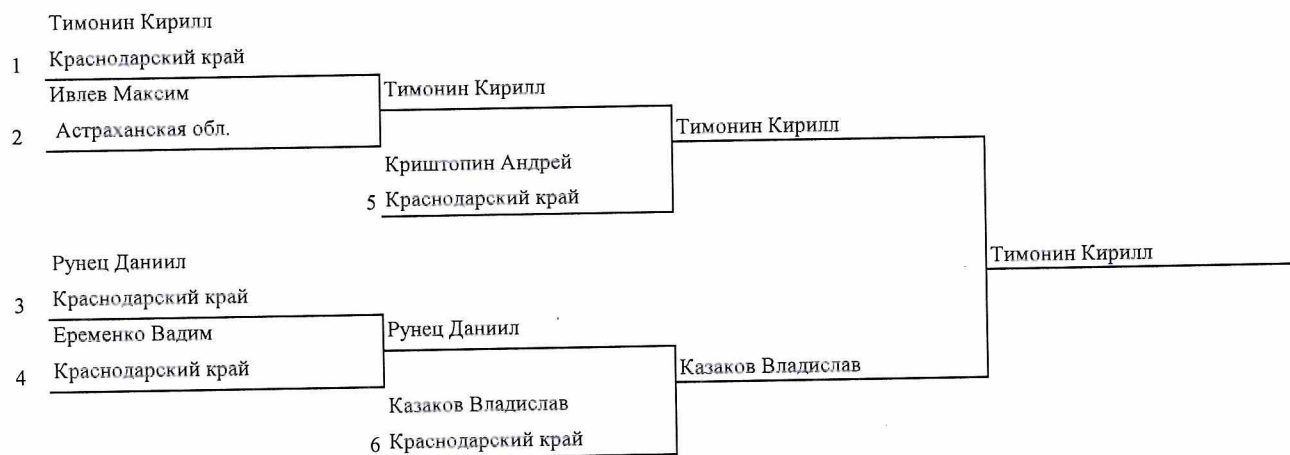 Тимонин Кирилл
1 Краснодарский край
Ивлев Максим
2 Астраханская обл.
Тимонин Кирилл
Криштопин Андрей
5 Краснодарский край
Тимонин Кирилл
Рунец Даниил
3 Краснодарский край
Еременко Вадим
4 Краснодарский край
Рунец Даниил
Казаков Владислав
6 Краснодарский край
Казаков Владислав
Тимонин Кирилл